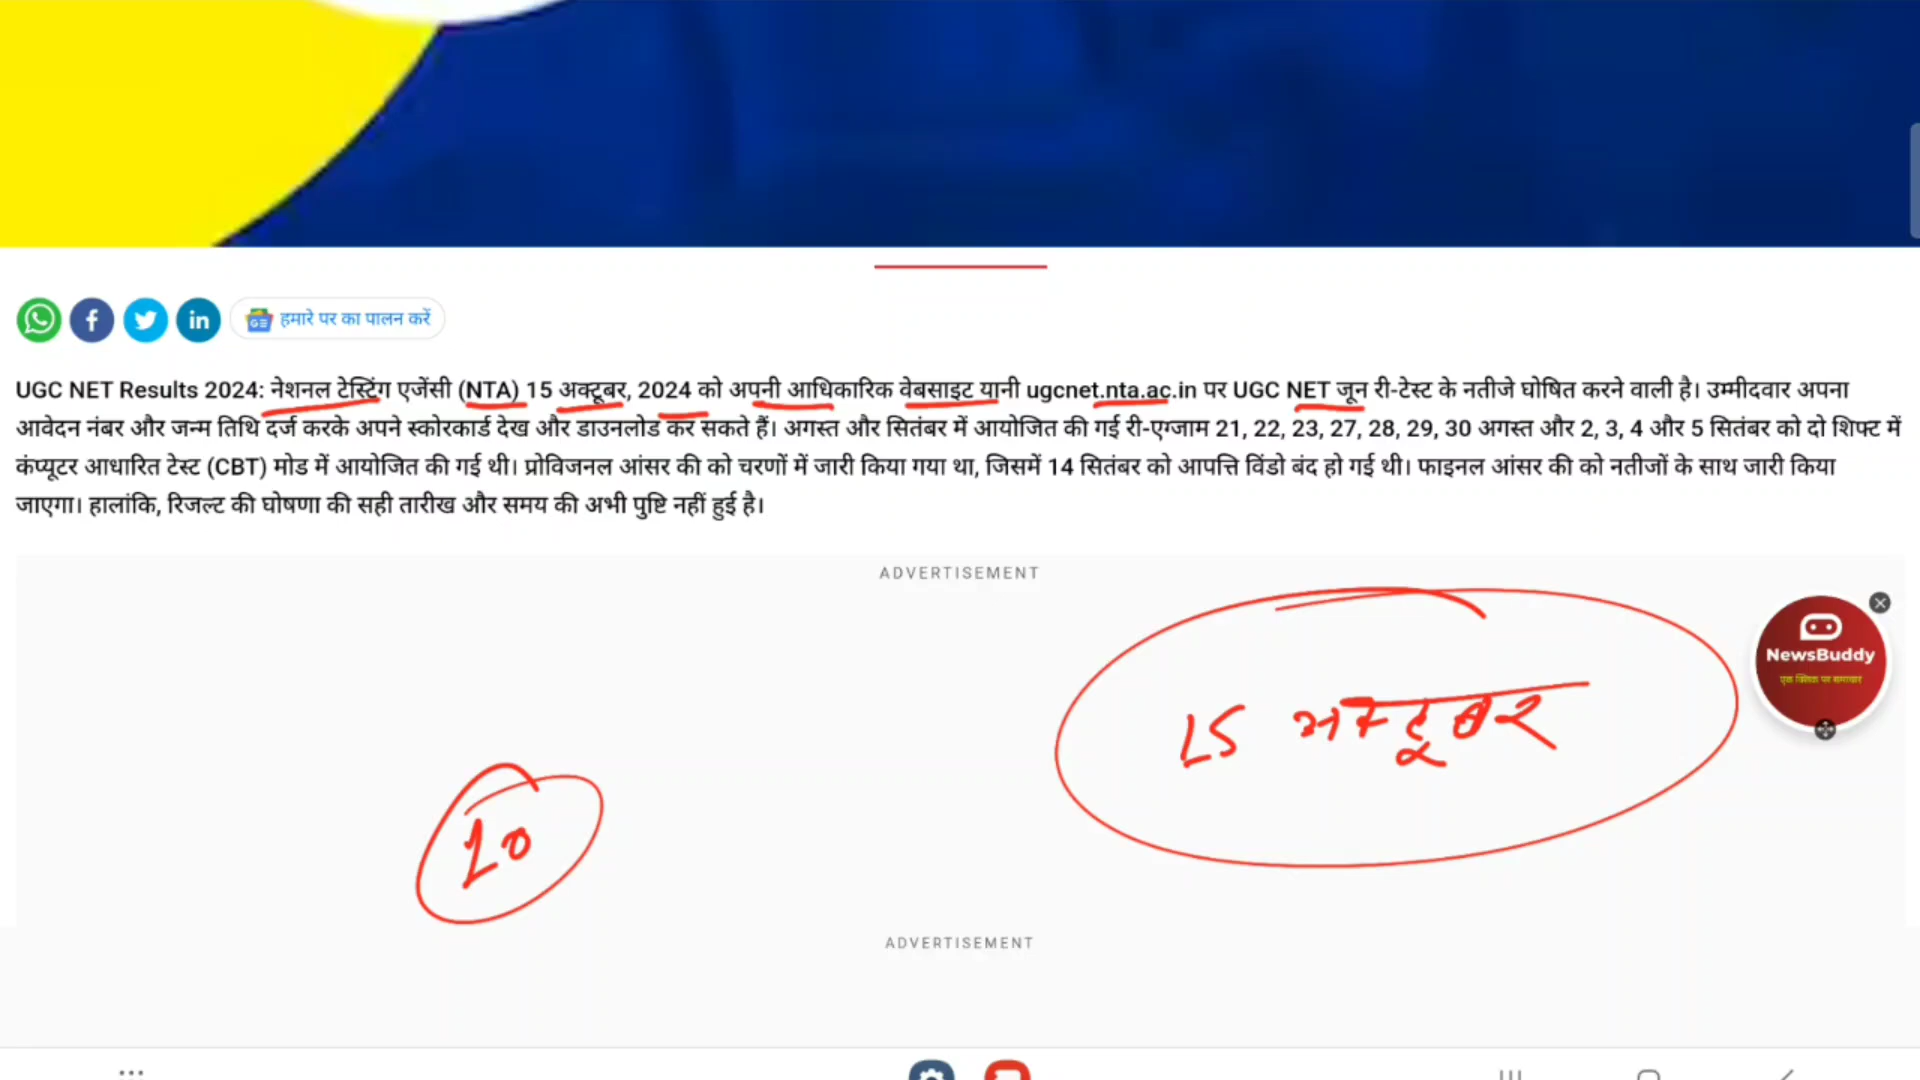 हमारे पर का पालन करें
UGC NET Results 2024: नेशनल टेस्टिंग एजेंसी (NTA) 15 अक्टूबर, 2024 को अपनी आधिकारिक वेबसाइट यानी ugcnet.nta.ac.in पर UGC NET जून री-टेस्ट के नतीजे घोषित करने वाली है। उम्मीदवार अपना
आवेदन नंबर और जन्म तिथि दर्ज करके अपने स्कोरकार्ड देख और डाउनलोड कर सकते हैं। अगस्त और सितंबर में आयोजित की गई री-एग्जाम 21, 22, 23, 27, 28, 29, 30 अगस्त और 2, 3, 4 और 5 सितंबर को दो शिफ्ट में
कंप्यूटर आधारित टेस्ट (CBT) मोड में आयोजित की गई थी। प्रोविजनल आंसर की को चरणों में जारी किया गया था, जिसमें 14 सितंबर को आपत्ति विंडो बंद हो गई थी। फाइनल आंसर की को नतीजों के साथ जारी किया
जाएगा। हालांकि, रिजल्ट की घोषणा की सही तारीख और समय की अभी पुष्टि नहीं हुई है।
ADVERTISEMENT
NewsBuddy
एक क्लिक पर समाचार
15 अक्टूबर
10
ADVERTISEMENT